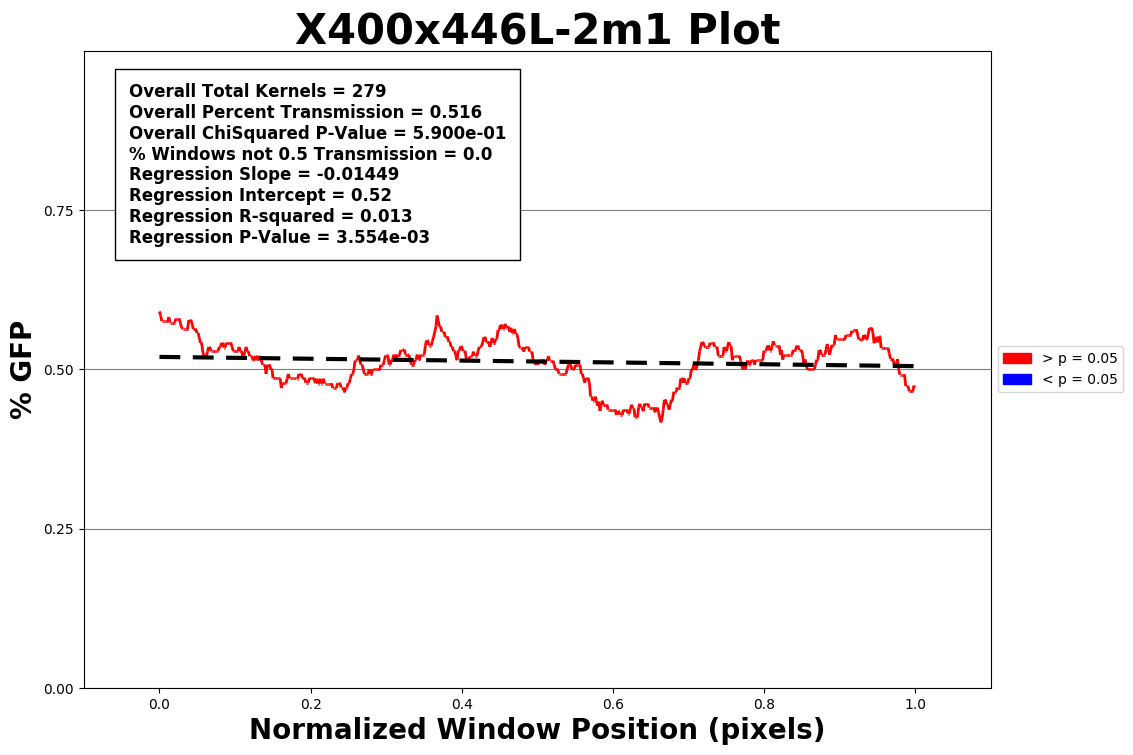 X400x446L-2m1 Plot
Overall Total Kernels = 279
Overall Percent Transmission = 0.516
Overall ChiSquared P-Value = 5.900e-01
% Windows not 0.5 Transmission = 0.0
Regression Slope = -0.01449
Regression Intercept = 0.52
Regression R-squared = 0.013
Regression P-Value = 3.554e-03
% GFP
0.75
0.50
0.25
0.00
> p = 0.05
< p = 0.05
0.0 0.2 0.4 0.6 0.8 1.0
Normalized Window Position (pixels)